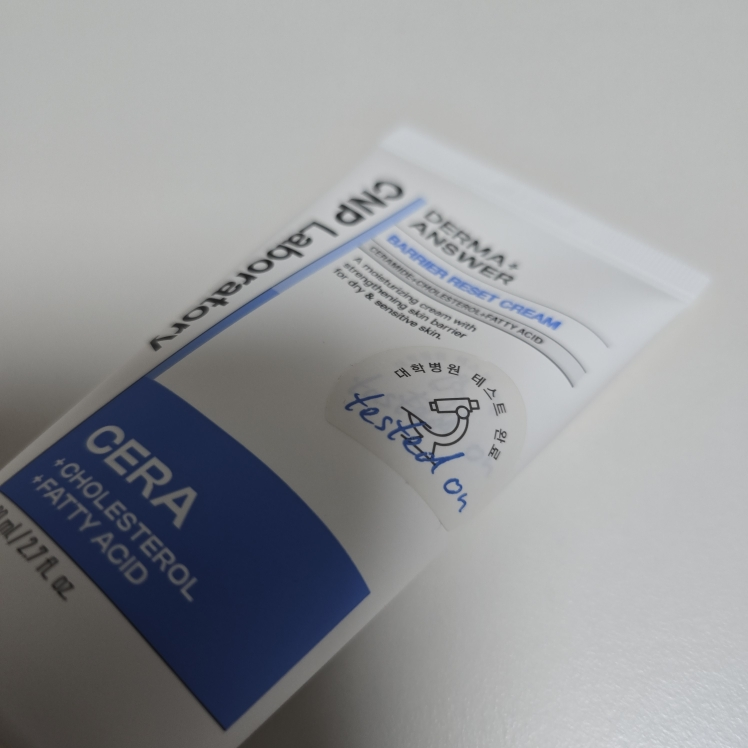 CNP Laboratory
DERMA+
ANSWER
BARRIER RESET CREAM
CERAMIDE+CHOLESTEROL+FATTY ACID
A moisturizing cream with
strengthening skin barrier
for dry & sensitive skin.
대학병원 테스트 완료
tested on
CERA
+CHOLESTEROL
+FATTY ACID
ml / 2.7 fl. oz.